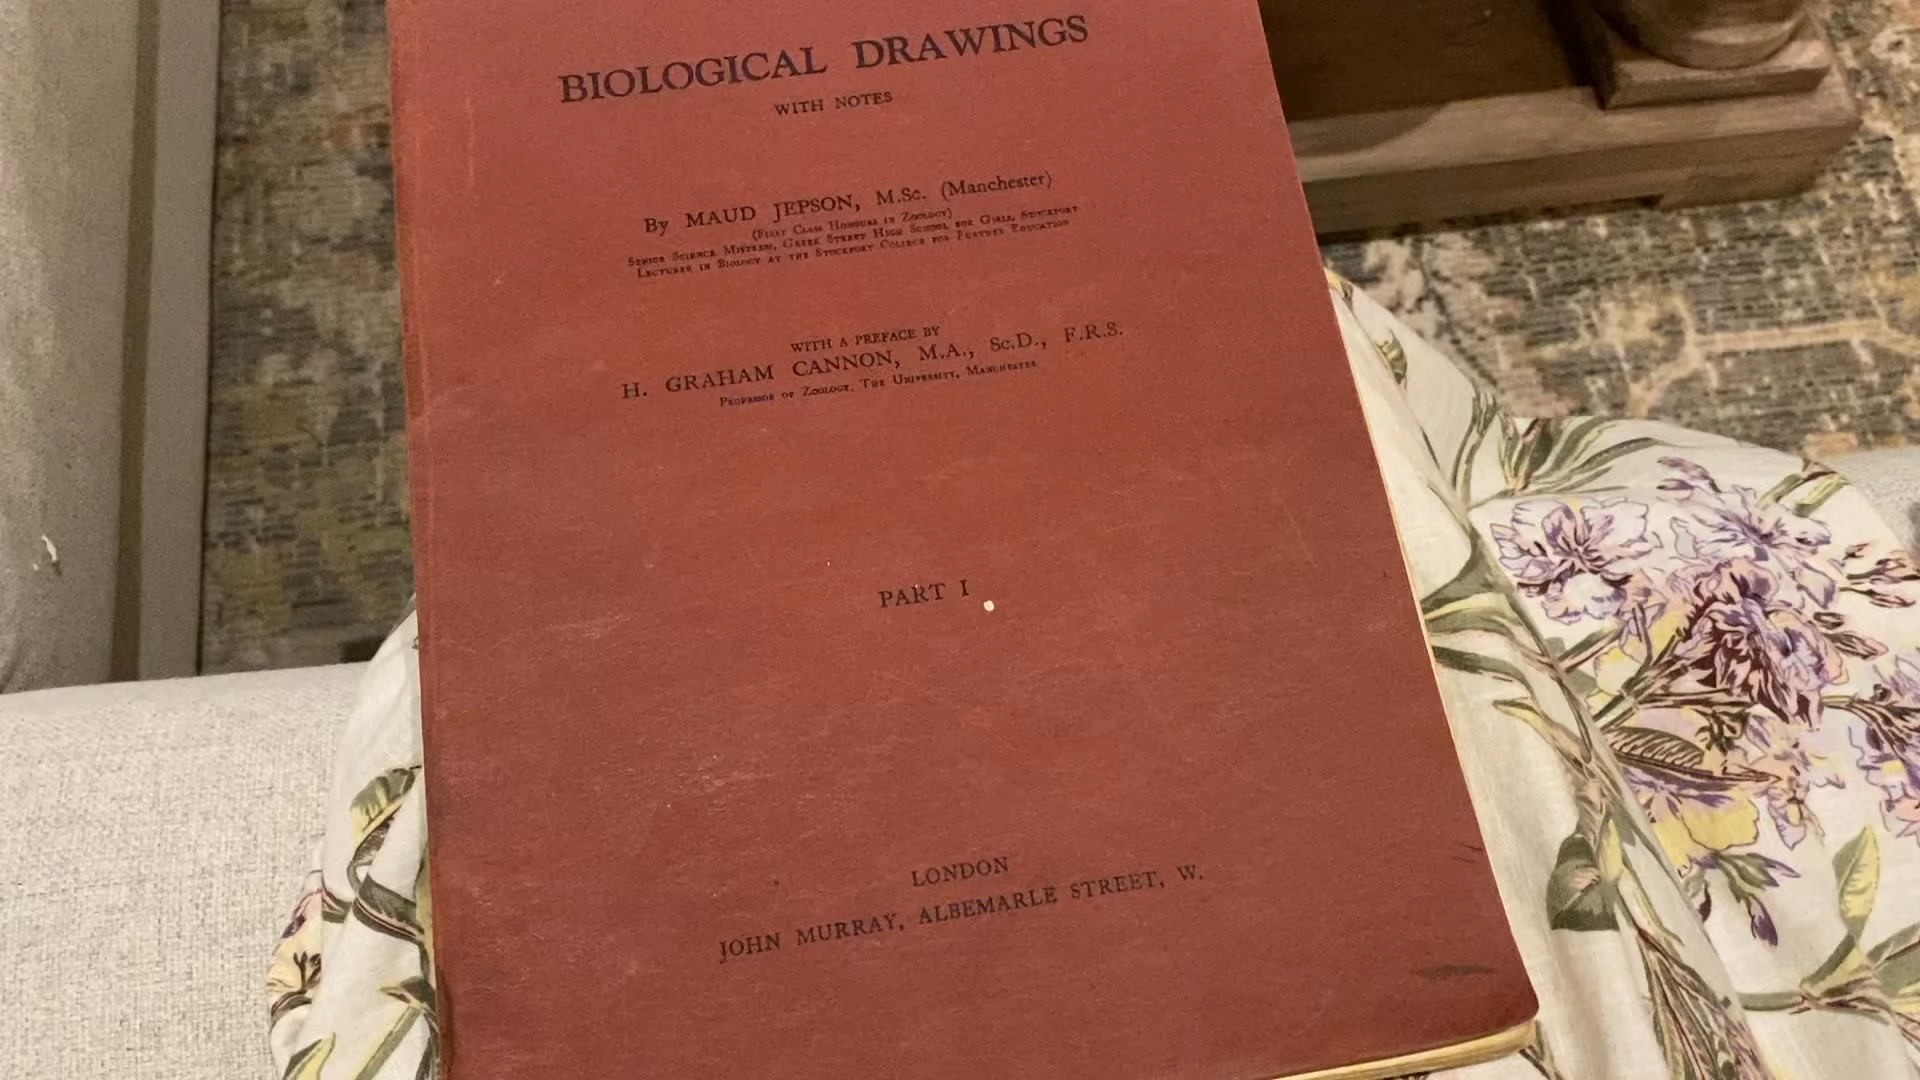 BIOLOGICAL DRAWINGS
WITH NOTES
By MAUD JEPSON, M.Sc. (Manchester)
(First Class Honours in Zoology)
Senior Science Mistress, Greek Street High School for Girls, Stockport
Lecturer in Biology at the Stockport College for Further Education
WITH A PREFACE BY
H. GRAHAM CANNON, M.A., Sc.D., F.R.S.
Professor of Zoology, The University, Manchester
PART I
LONDON
JOHN MURRAY, ALBEMARLE STREET, W.